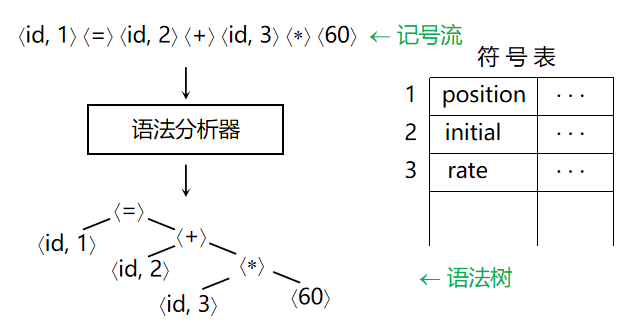 〈id, 1〉〈=〉〈id, 2〉〈+〉〈id, 3〉〈*〉〈60〉 ← 记号流
符 号 表
1 position ···
2 initial ···
3 rate ···
语法分析器
〈=〉
〈id, 1〉 〈+〉
〈id, 2〉 〈*〉
〈id, 3〉 〈60〉
← 语法树